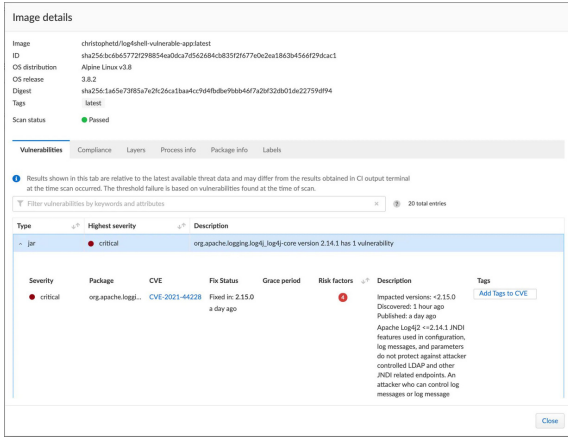 Image details
Image christophetd/log4shell-vulnerable-app:latest
ID sha256:bc6b65772f298854ea0dca7d562684cb835f2f677e0e2ea1863b4566f29dcac1
OS distribution Alpine Linux v3.8
OS release 3.8.2
Digest sha256:1a65e73f85a7e2fc26ca1baa4cc9d4fbdbe9bbb46f7a2bf32db01de22759df94
Tags latest
Scan status Passed
Vulnerabilities Compliance Layers Process info Package info Labels
Results shown in this tab are relative to the latest available threat data and may differ from the results obtained in CI output terminal
at the time scan occurred. The threshold failure is based on vulnerabilities found at the time of scan.
Filter vulnerabilities by keywords and attributes × ? 20 total entries
Type Highest severity Description
jar critical org.apache.logging.log4j_log4j-core version 2.14.1 has 1 vulnerability
Severity Package CVE Fix Status Grace period Risk factors Description Tags
critical org.apache.loggi... CVE-2021-44228 Fixed in: 2.15.0 4 Impacted versions: <2.15.0 Add Tags to CVE
a day ago Discovered: 1 hour ago
Published: a day ago
Apache Log4j2 <=2.14.1 JNDI
features used in configuration,
log messages, and parameters
do not protect against attacker
controlled LDAP and other
JNDI related endpoints. An
attacker who can control log
messages or log message
Close